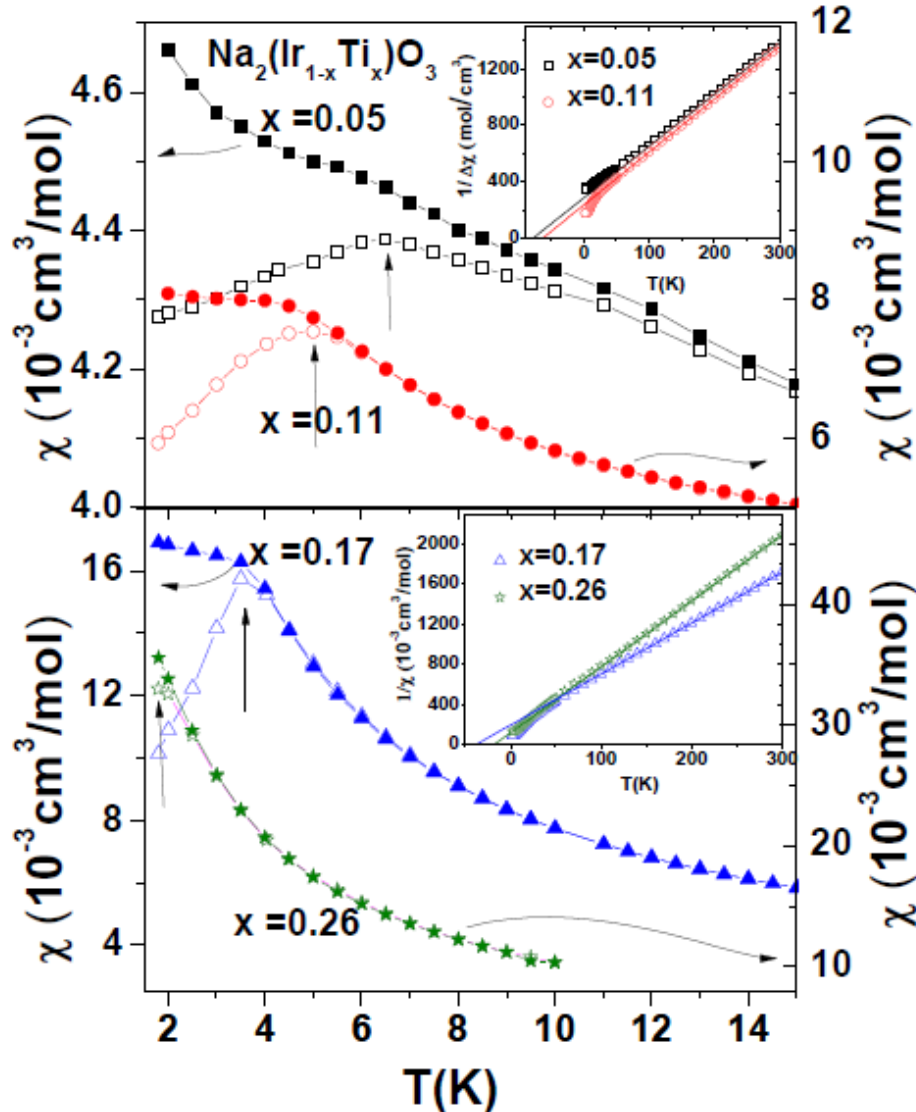 Na₂(Ir₁₋ₓTiₓ)O₃
x =0.05
x =0.11
χ (10⁻³cm³/mol)
4.6
4.4
4.2
4.0
χ (10⁻³cm³/mol)
12
10
8
6
x=0.05
x=0.11
1/Δχ (mol/cm³)
1200
800
400
0
0 100 200 300
T(K)
x =0.17
x =0.26
χ (10⁻³cm³/mol)
16
12
8
4
χ (10⁻³cm³/mol)
40
30
20
10
x=0.17
x=0.26
1/χ (10⁻³cm³/mol)
2000
1600
1200
800
400
0
0 100 200 300
T(K)
2 4 6 8 10 12 14
T(K)